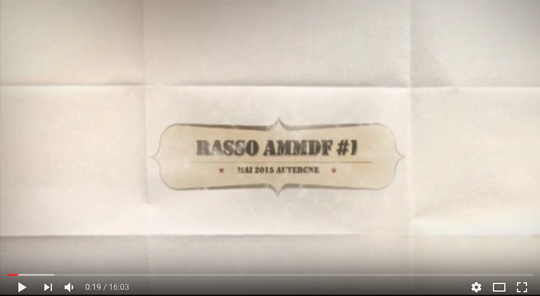 RASSO AMMDF #1
MAI 2015 AUVERGNE
0:19 / 16:03